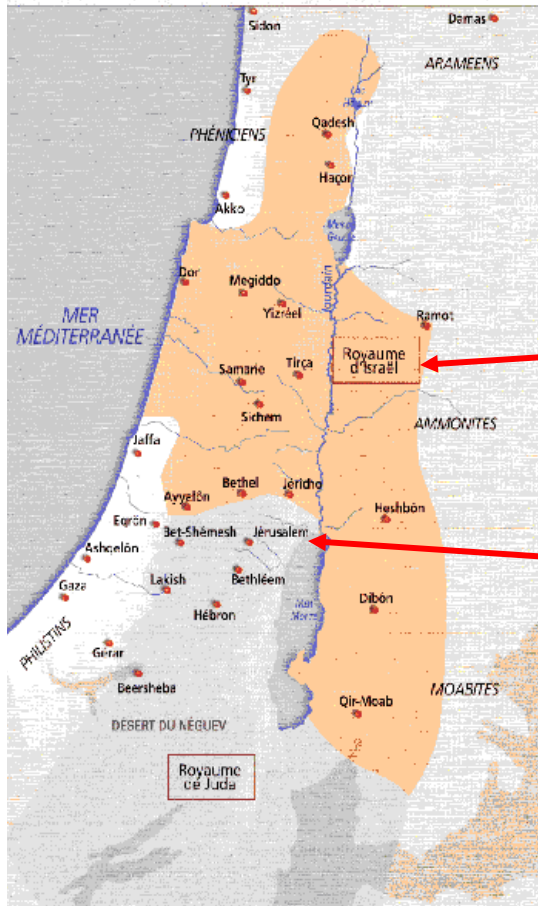 Sidon
Damas
ARAMEENS
Tyr
PHÉNICIENS
Qadesh
Haçor
Akko
Dor
Megiddo
Yizréel
Jourdain
Ramot
MER
MÉDITERRANÉE
Royaume
d'Israël
Samarie
Tirça
Sichem
AMMONITES
Jaffa
Bethel
Jéricho
Ayyalôn
Heshbôn
Eqrôn
Bet-Shémesh
Jérusalem
Ashqelôn
Bethléem
Gaza
Lakish
Hébron
Mer
Morte
Dibôn
PHILISTINS
Gérar
Beersheba
MOABITES
Qir-Moab
DÉSERT DU NÉGUEV
Royaume
de Juda